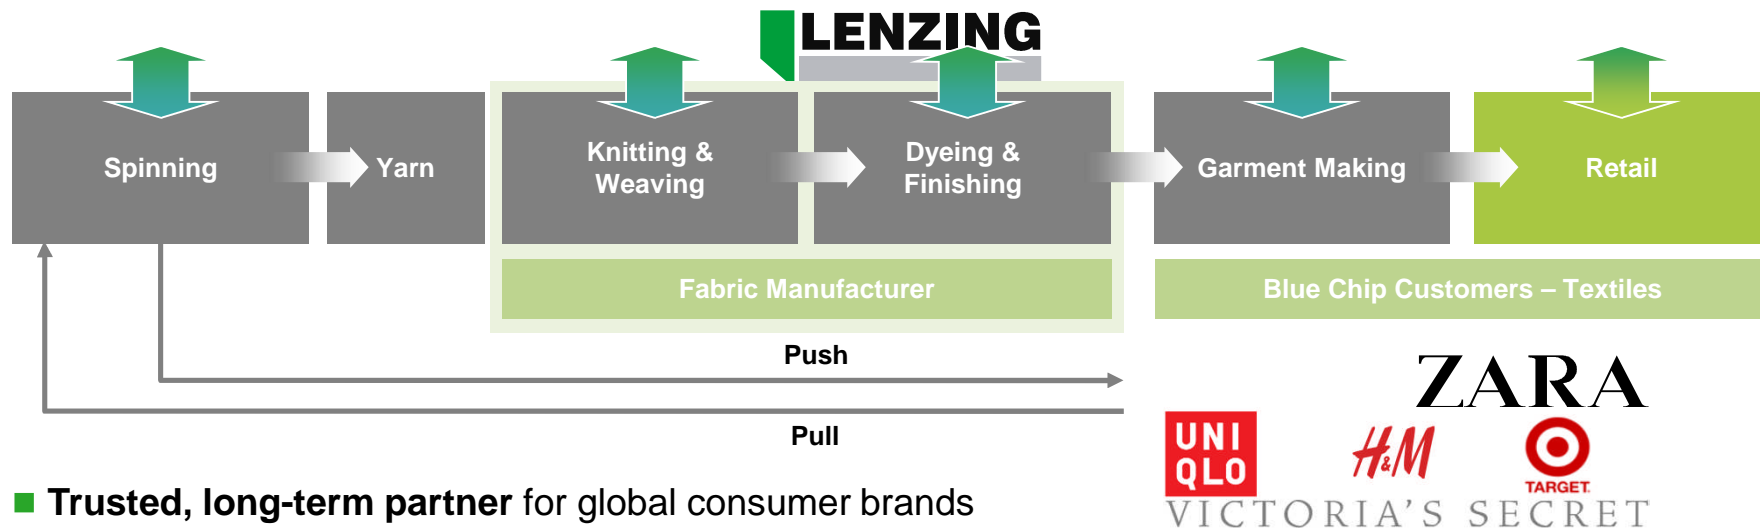 LENZING
Spinning
Yarn
Knitting &
Weaving
Dyeing &
Finishing
Garment Making
Retail
Fabric Manufacturer
Blue Chip Customers – Textiles
Push
Pull
ZARA
UNI
QLO
H&M
TARGET.
VICTORIA'S SECRET
Trusted, long-term partner for global consumer brands